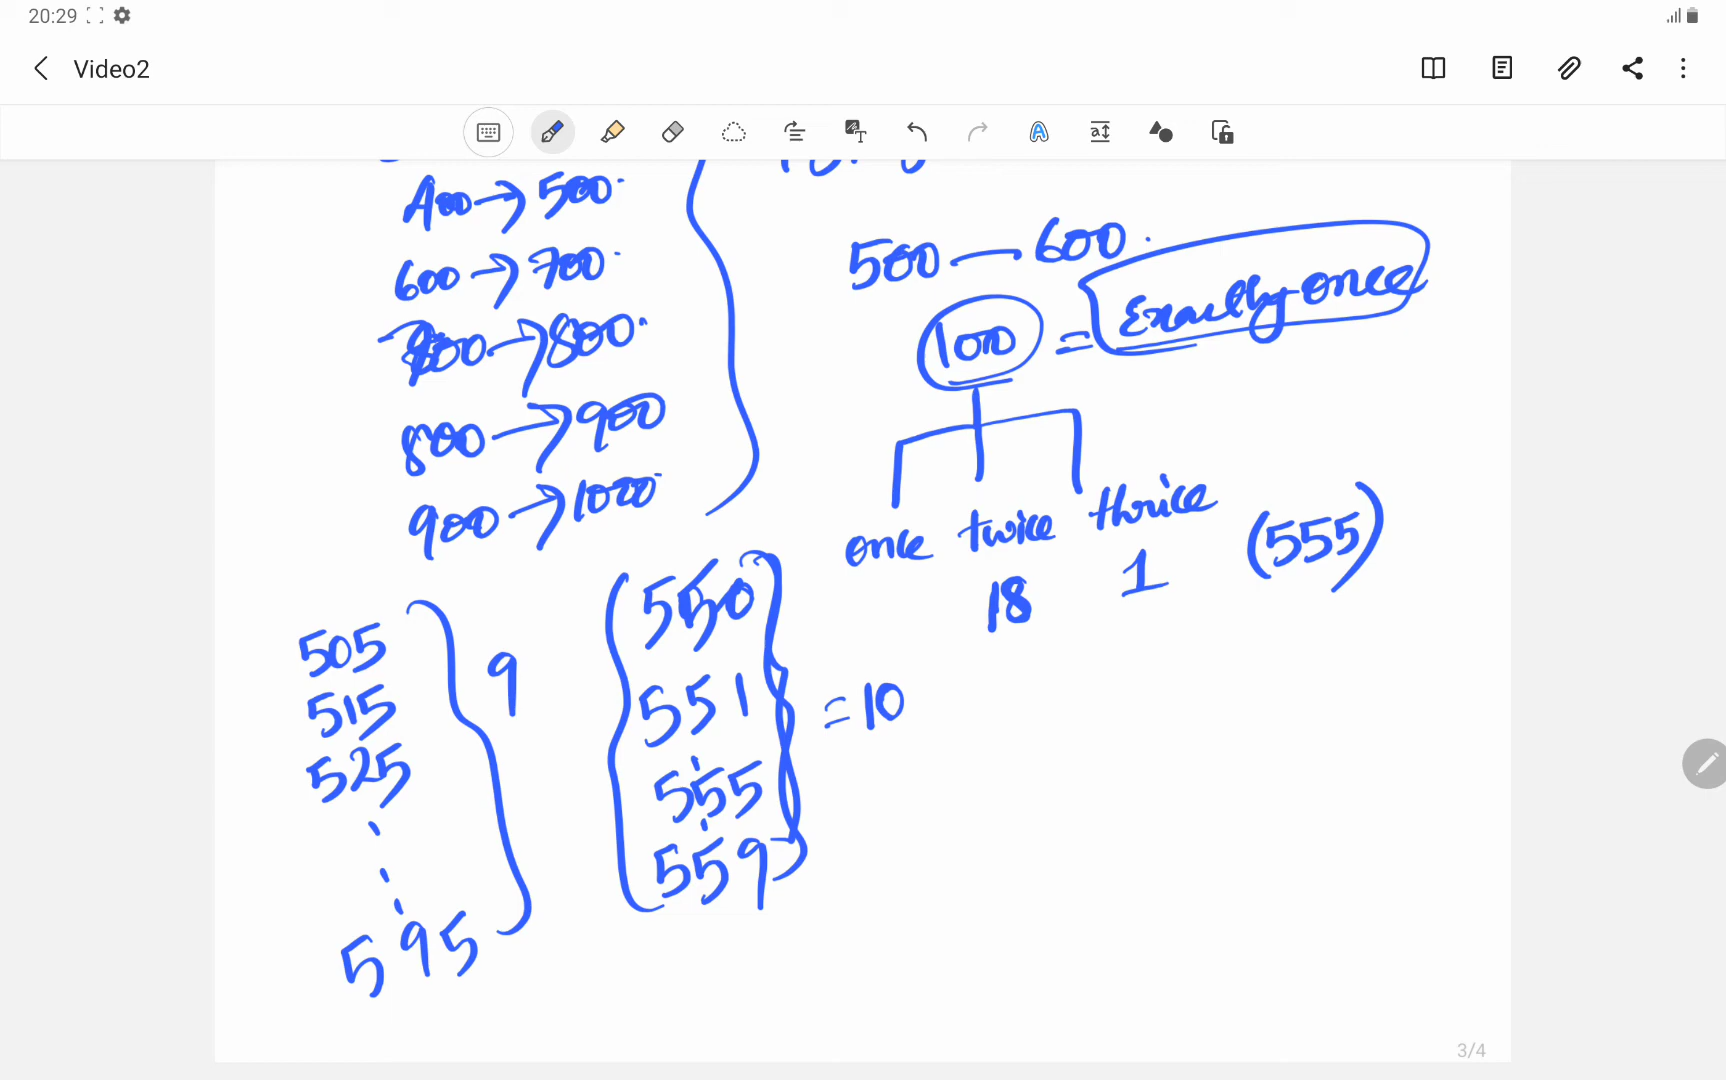 20:29
Video2
400 → 500
600 → 700
→ 800
800 → 900
900 → 1000
500 — 600
100 = Exactly once
once twice thrice (555)
18 1
505
515
525
595
9
550
551
555
559
= 10
3/4